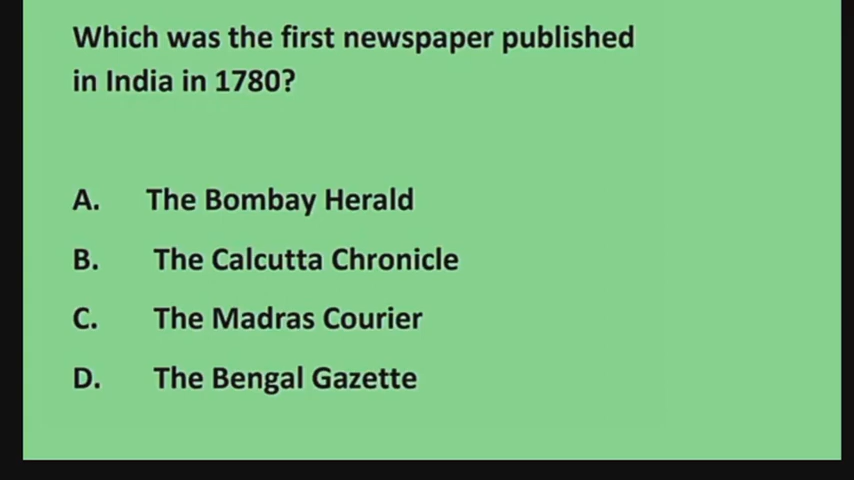 Which was the first newspaper published
in India in 1780?
A. The Bombay Herald
B. The Calcutta Chronicle
C. The Madras Courier
D. The Bengal Gazette